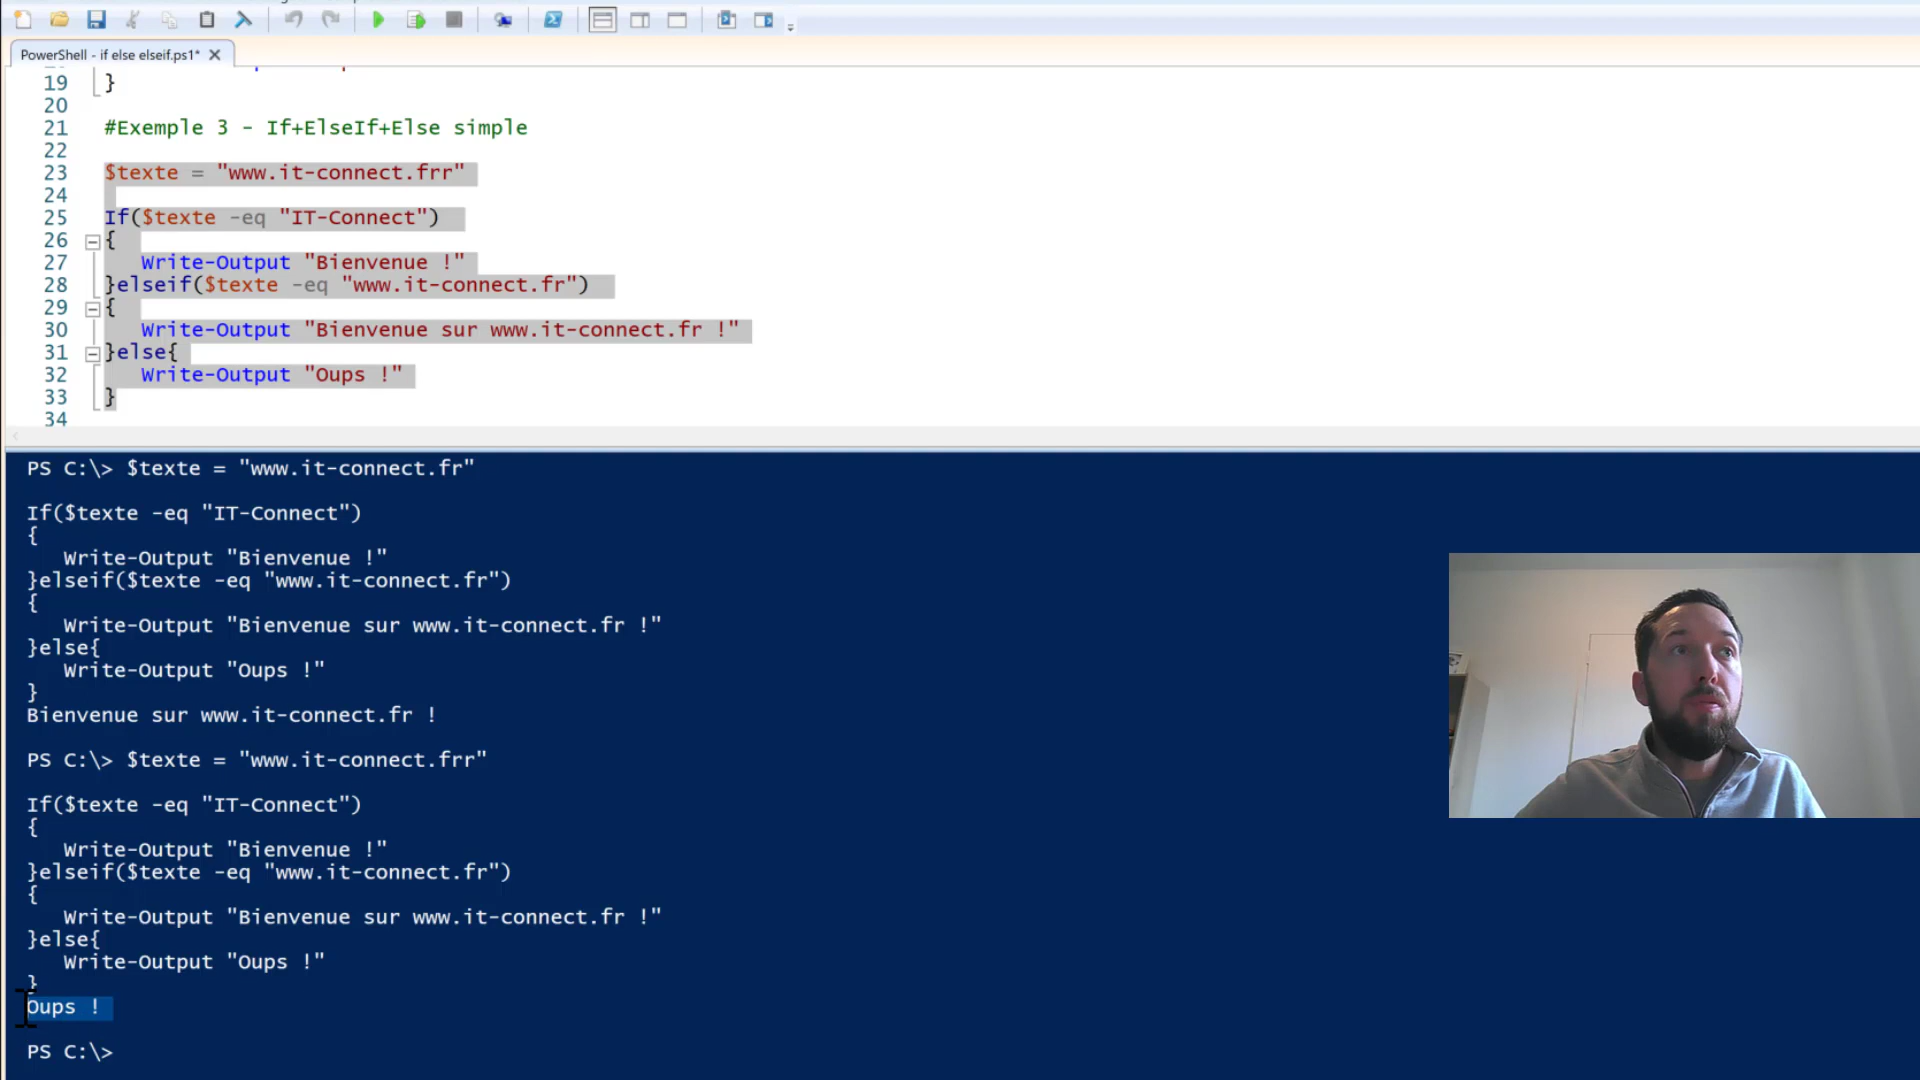 PowerShell - if else elseif.ps1*
19 }
20
21 #Exemple 3 - If+ElseIf+Else simple
22
23 $texte = "www.it-connect.frr"
24
25 If($texte -eq "IT-Connect")
26 {
27 Write-Output "Bienvenue !"
28 }elseif($texte -eq "www.it-connect.fr")
29 {
30 Write-Output "Bienvenue sur www.it-connect.fr !"
31 }else{
32 Write-Output "Oups !"
33 }
34
PS C:\> $texte = "www.it-connect.fr"
If($texte -eq "IT-Connect")
{
Write-Output "Bienvenue !"
}elseif($texte -eq "www.it-connect.fr")
{
Write-Output "Bienvenue sur www.it-connect.fr !"
}else{
Write-Output "Oups !"
}
Bienvenue sur www.it-connect.fr !
PS C:\> $texte = "www.it-connect.frr"
If($texte -eq "IT-Connect")
{
Write-Output "Bienvenue !"
}elseif($texte -eq "www.it-connect.fr")
{
Write-Output "Bienvenue sur www.it-connect.fr !"
}else{
Write-Output "Oups !"
}
Oups !
PS C:\>